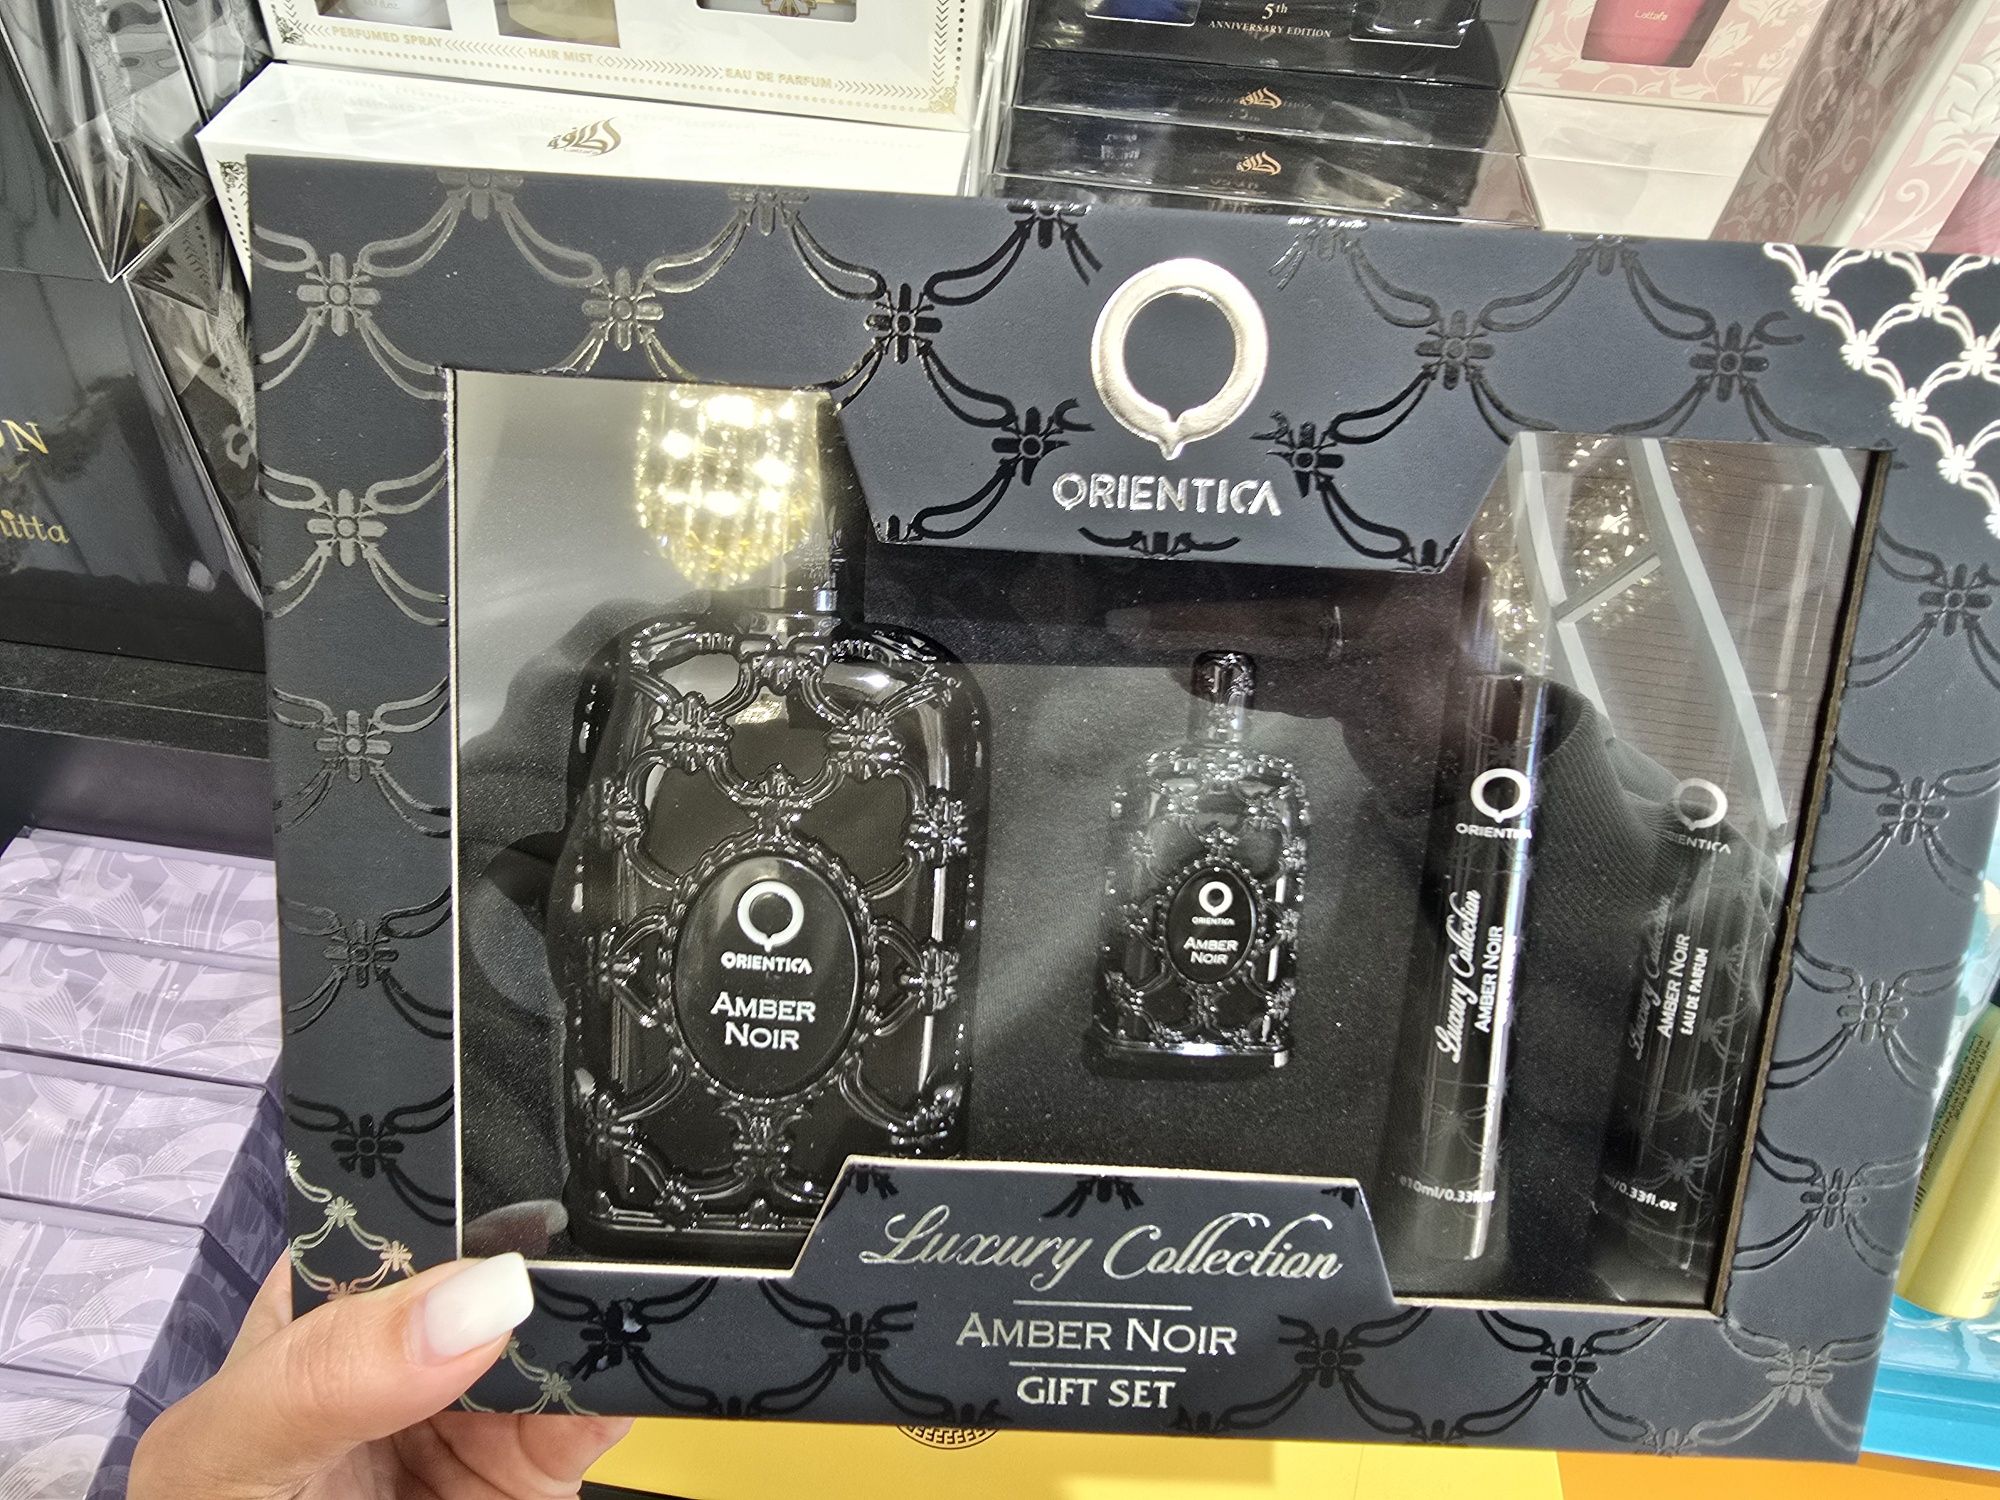 PERFUMED SPRAY
HAIR MIST
EAU DE PARFUM
5th
ANNIVERSARY EDITION
Lattafa
ORIENTICA
ORIENTICA
AMBER
NOIR
ORIENTICA
AMBER
NOIR
ORIENTICA
Luxury Collection
AMBER NOIR
10ml/0.33fl.oz
ORIENTICA
Luxury Collection
AMBER NOIR
EAU DE PARFUM
/0.33fl.oz
Luxury Collection
AMBER NOIR
GIFT SET